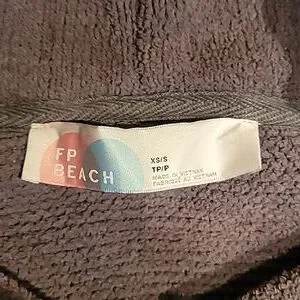 FP
BEACH
XS/S
TP/P
MADE IN VIETNAM
FABRIQUÉ AU VIETNAM